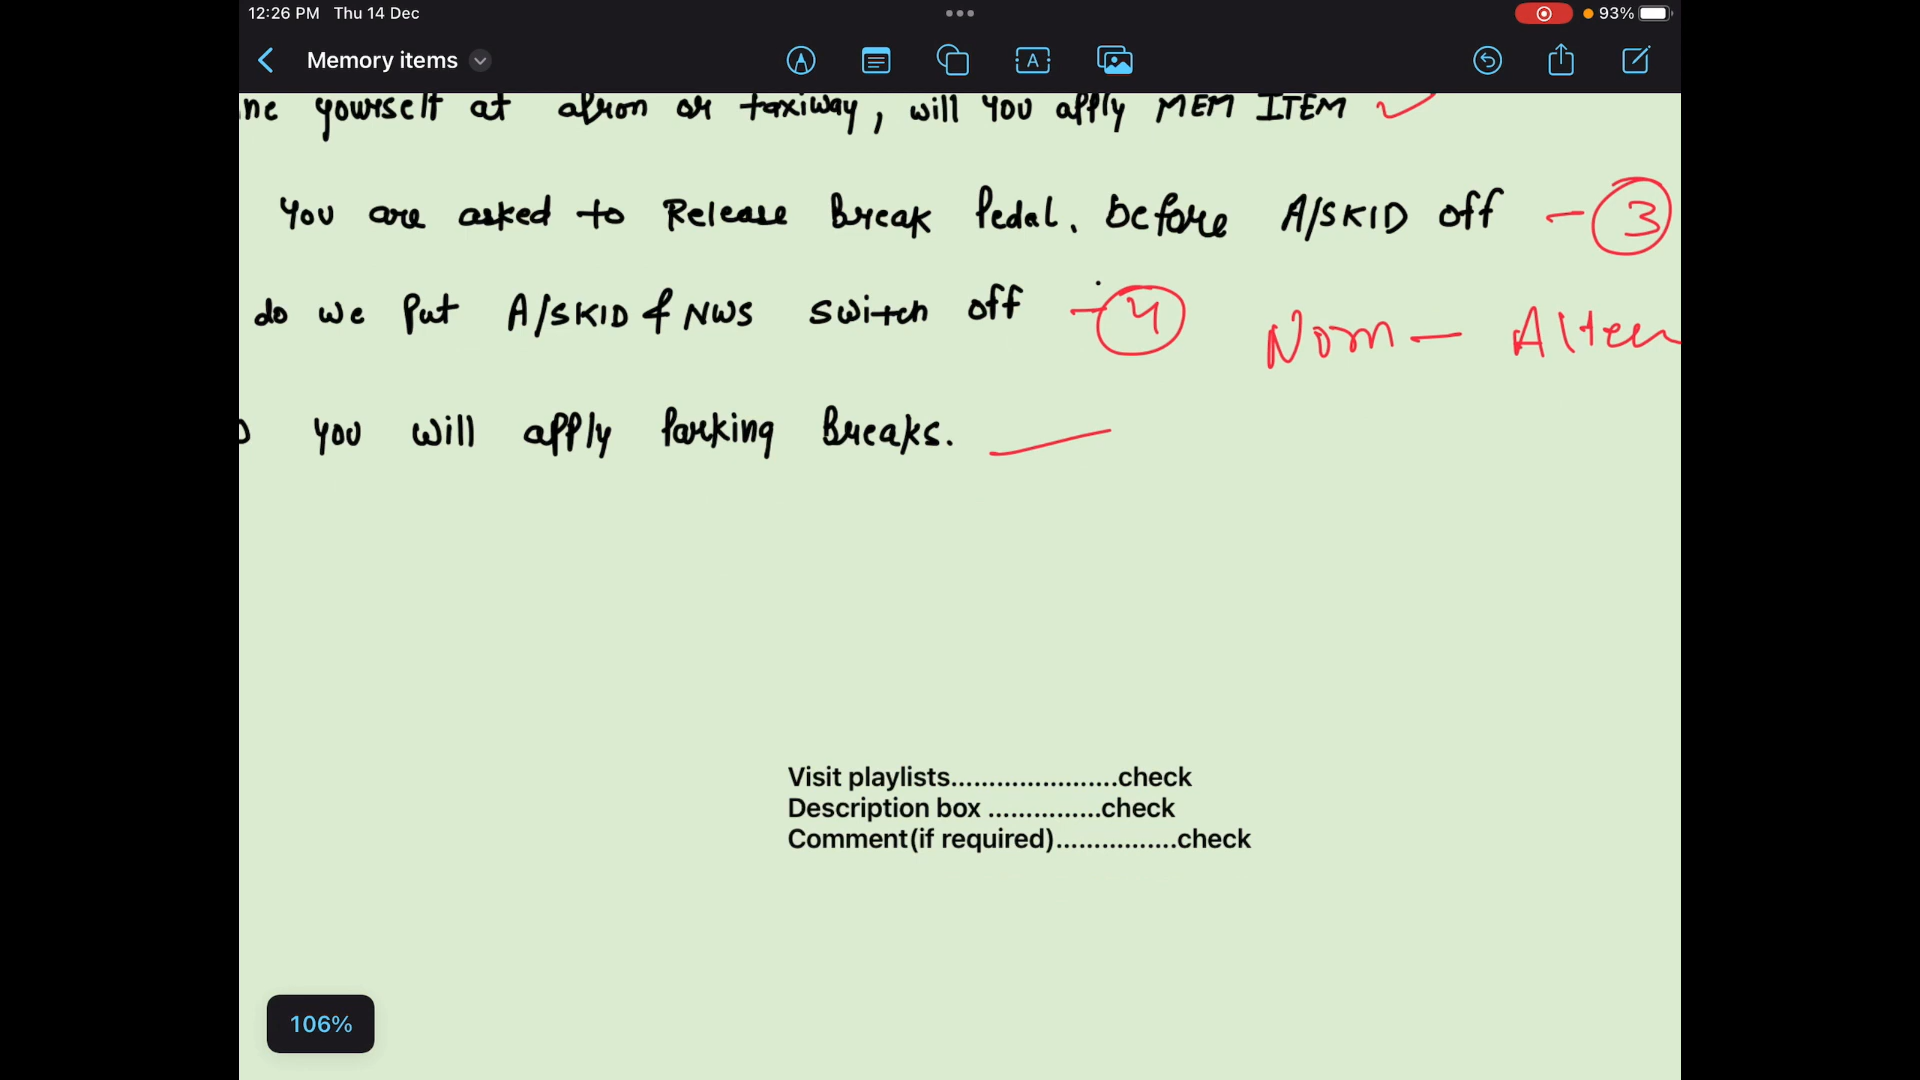 12:26 PM Thu 14 Dec
93%
Memory items
ne yourself at apron or taxiway, will you apply MEM ITEM
You are asked to Release Break Pedal. before A/SKID off - 3
do we Put A/SKID & NWS switch off - 4
Norm - Alter
you will apply Parking Breaks.
Visit playlists......................check
Description box ...............check
Comment(if required)................check
106%